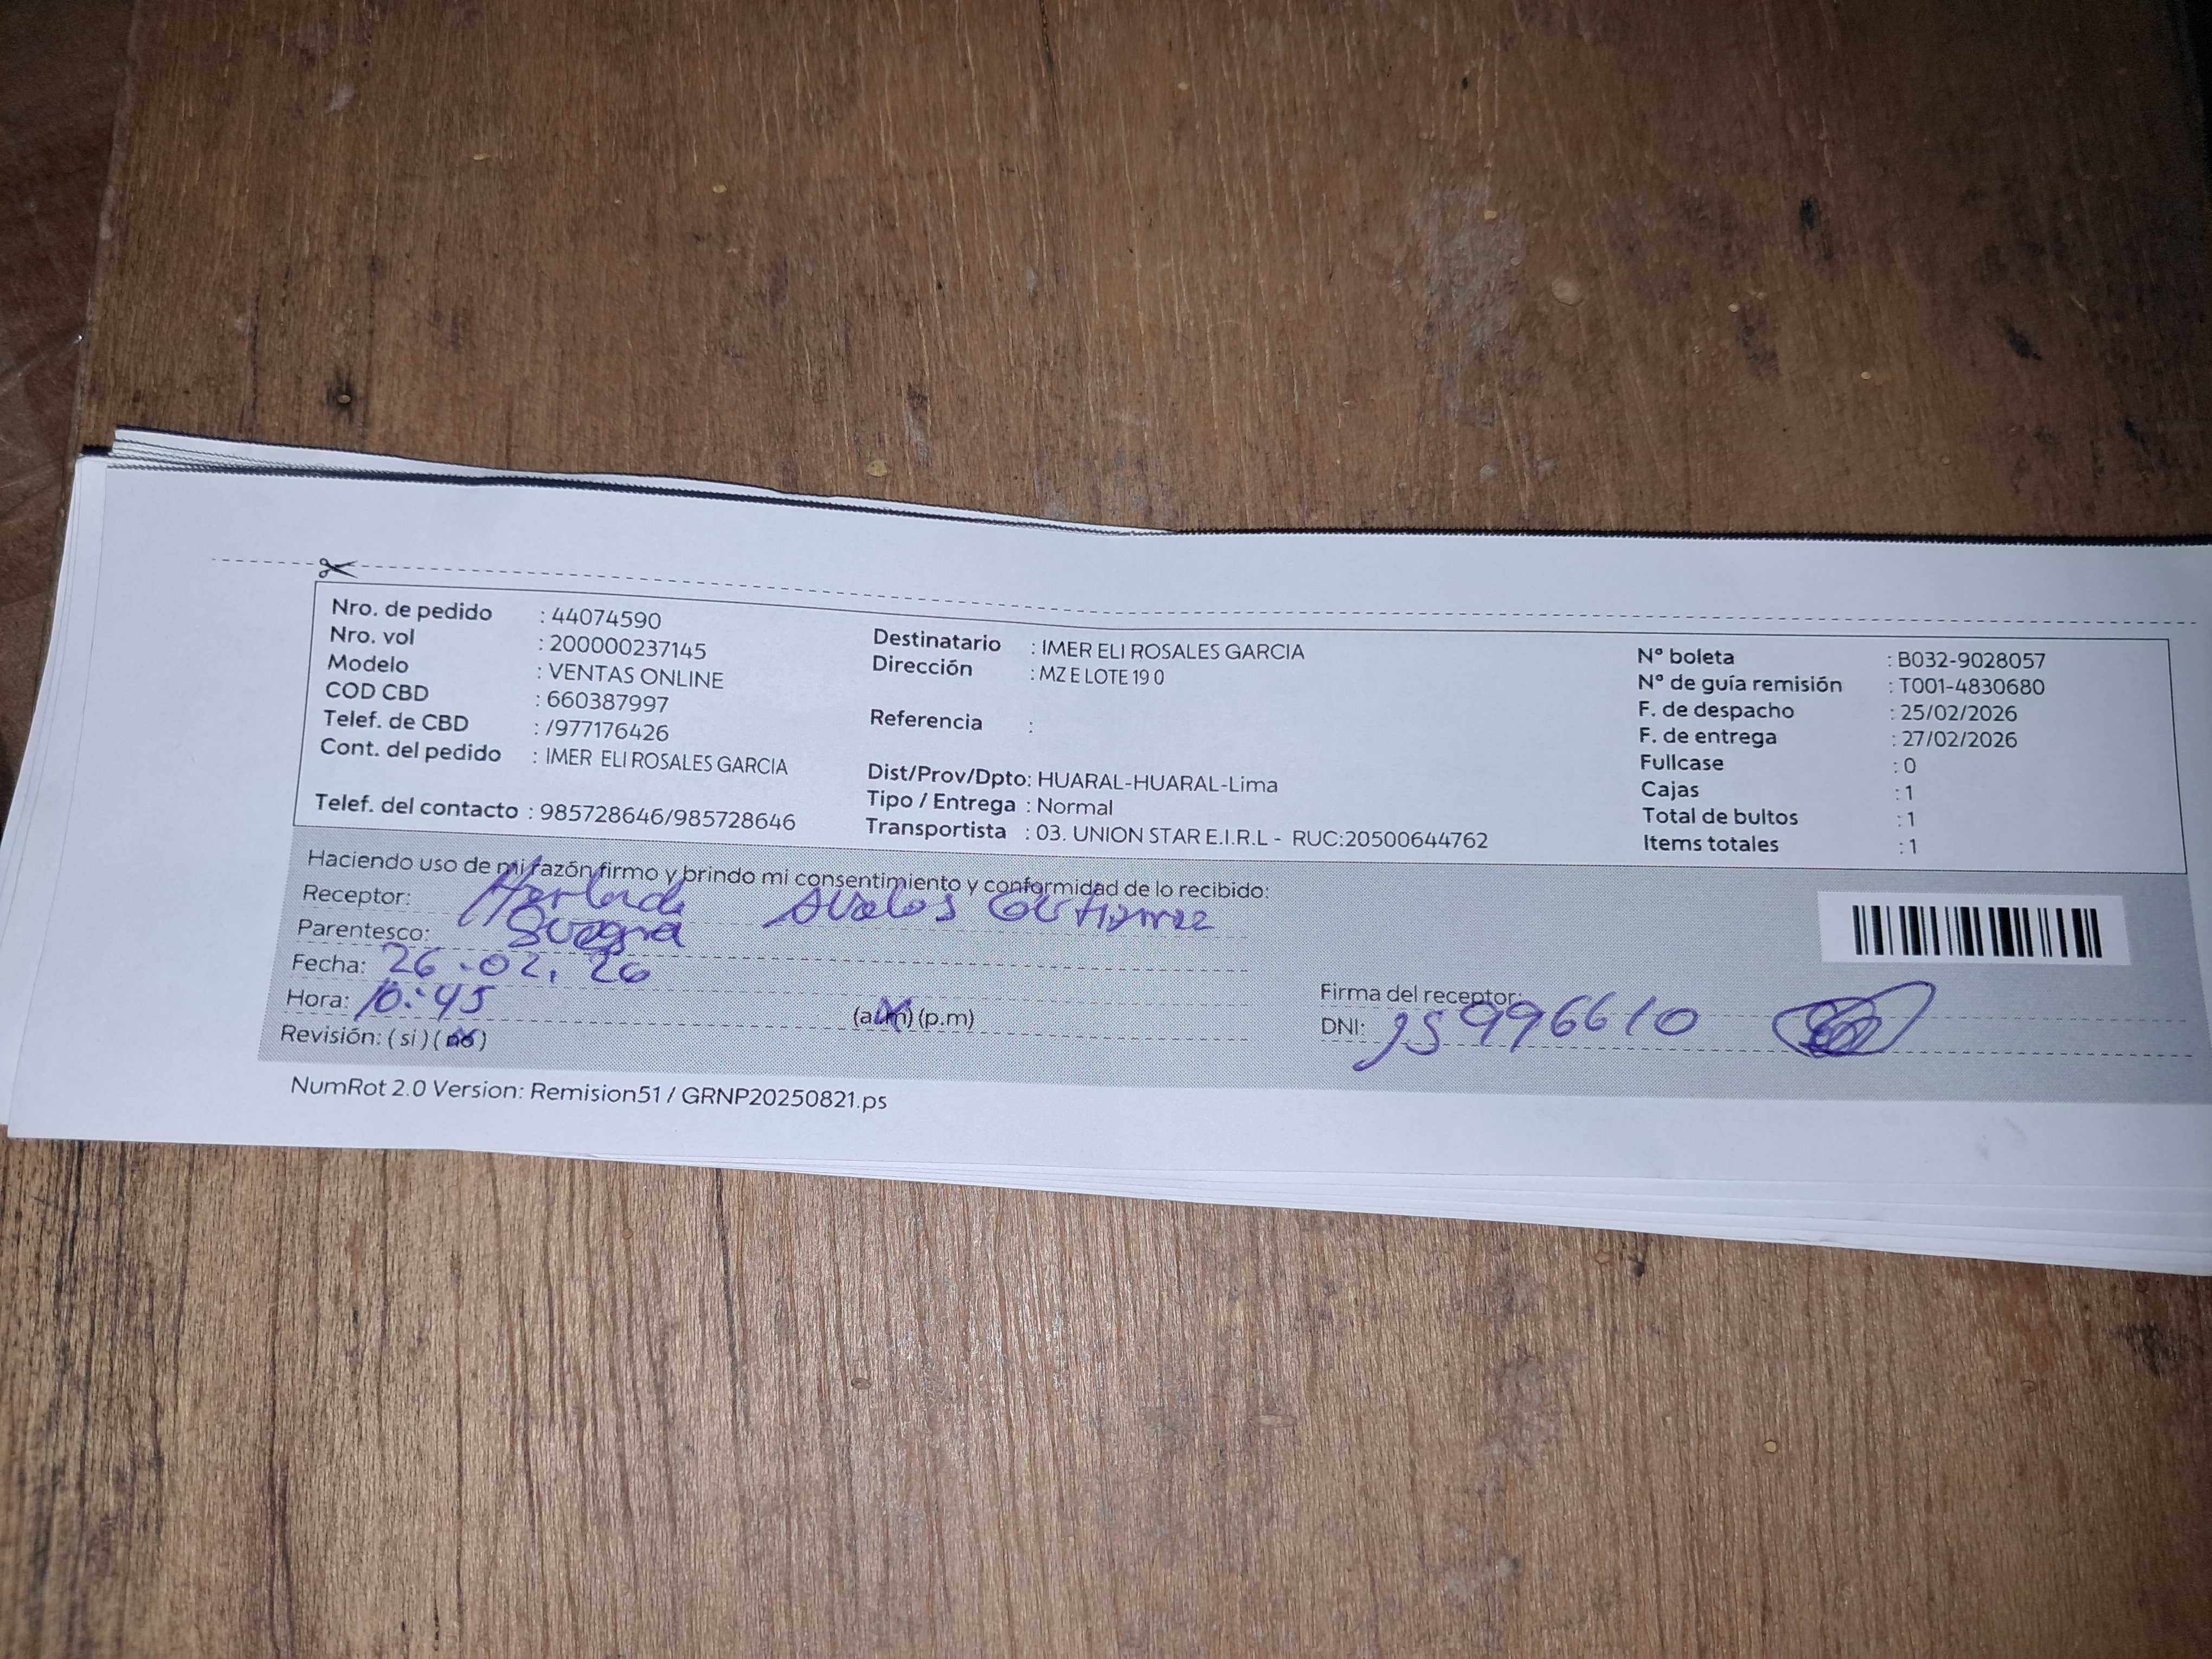 Nro. de pedido : 44074590
Nro. vol : 200000237145
Modelo : VENTAS ONLINE
COD CBD : 660387997
Telef. de CBD : /977176426
Cont. del pedido : IMER ELI ROSALES GARCIA
Telef. del contacto : 985728646/985728646
Destinatario : IMER ELI ROSALES GARCIA
Dirección : MZ E LOTE 19 0
Referencia :
Dist/Prov/Dpto: HUARAL-HUARAL-Lima
Tipo / Entrega : Normal
Transportista : 03. UNION STAR E.I.R.L - RUC:20500644762
N° boleta : B032-9028057
N° de guía remisión : T001-4830680
F. de despacho : 25/02/2026
F. de entrega : 27/02/2026
Fullcase : 0
Cajas : 1
Total de bultos : 1
Items totales : 1
Haciendo uso de mi razón firmo y brindo mi consentimiento y conformidad de lo recibido:
Receptor: Avalos Gutierrez
Parentesco: Suegra
Fecha: 26.02.26
Hora: 10:45 (a.m) (p.m)
Revisión: ( si ) ( no )
Firma del receptor:
DNI: 15996610
NumRot 2.0 Version: Remision51 / GRNP20250821.ps